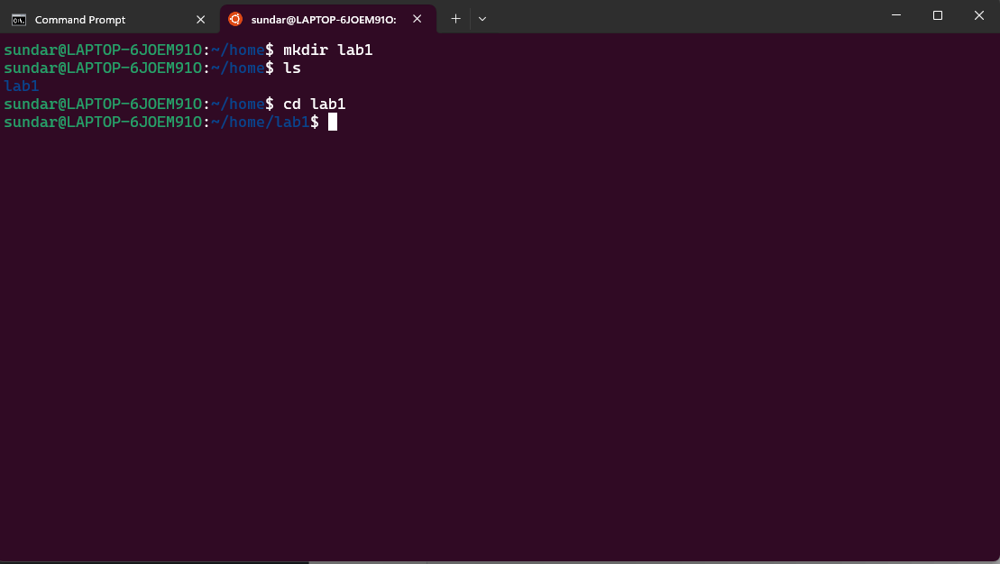 Command Prompt
sundar@LAPTOP-6JOEM91O:
sundar@LAPTOP-6JOEM91O:~/home$ mkdir lab1
sundar@LAPTOP-6JOEM91O:~/home$ ls
lab1
sundar@LAPTOP-6JOEM91O:~/home$ cd lab1
sundar@LAPTOP-6JOEM91O:~/home/lab1$